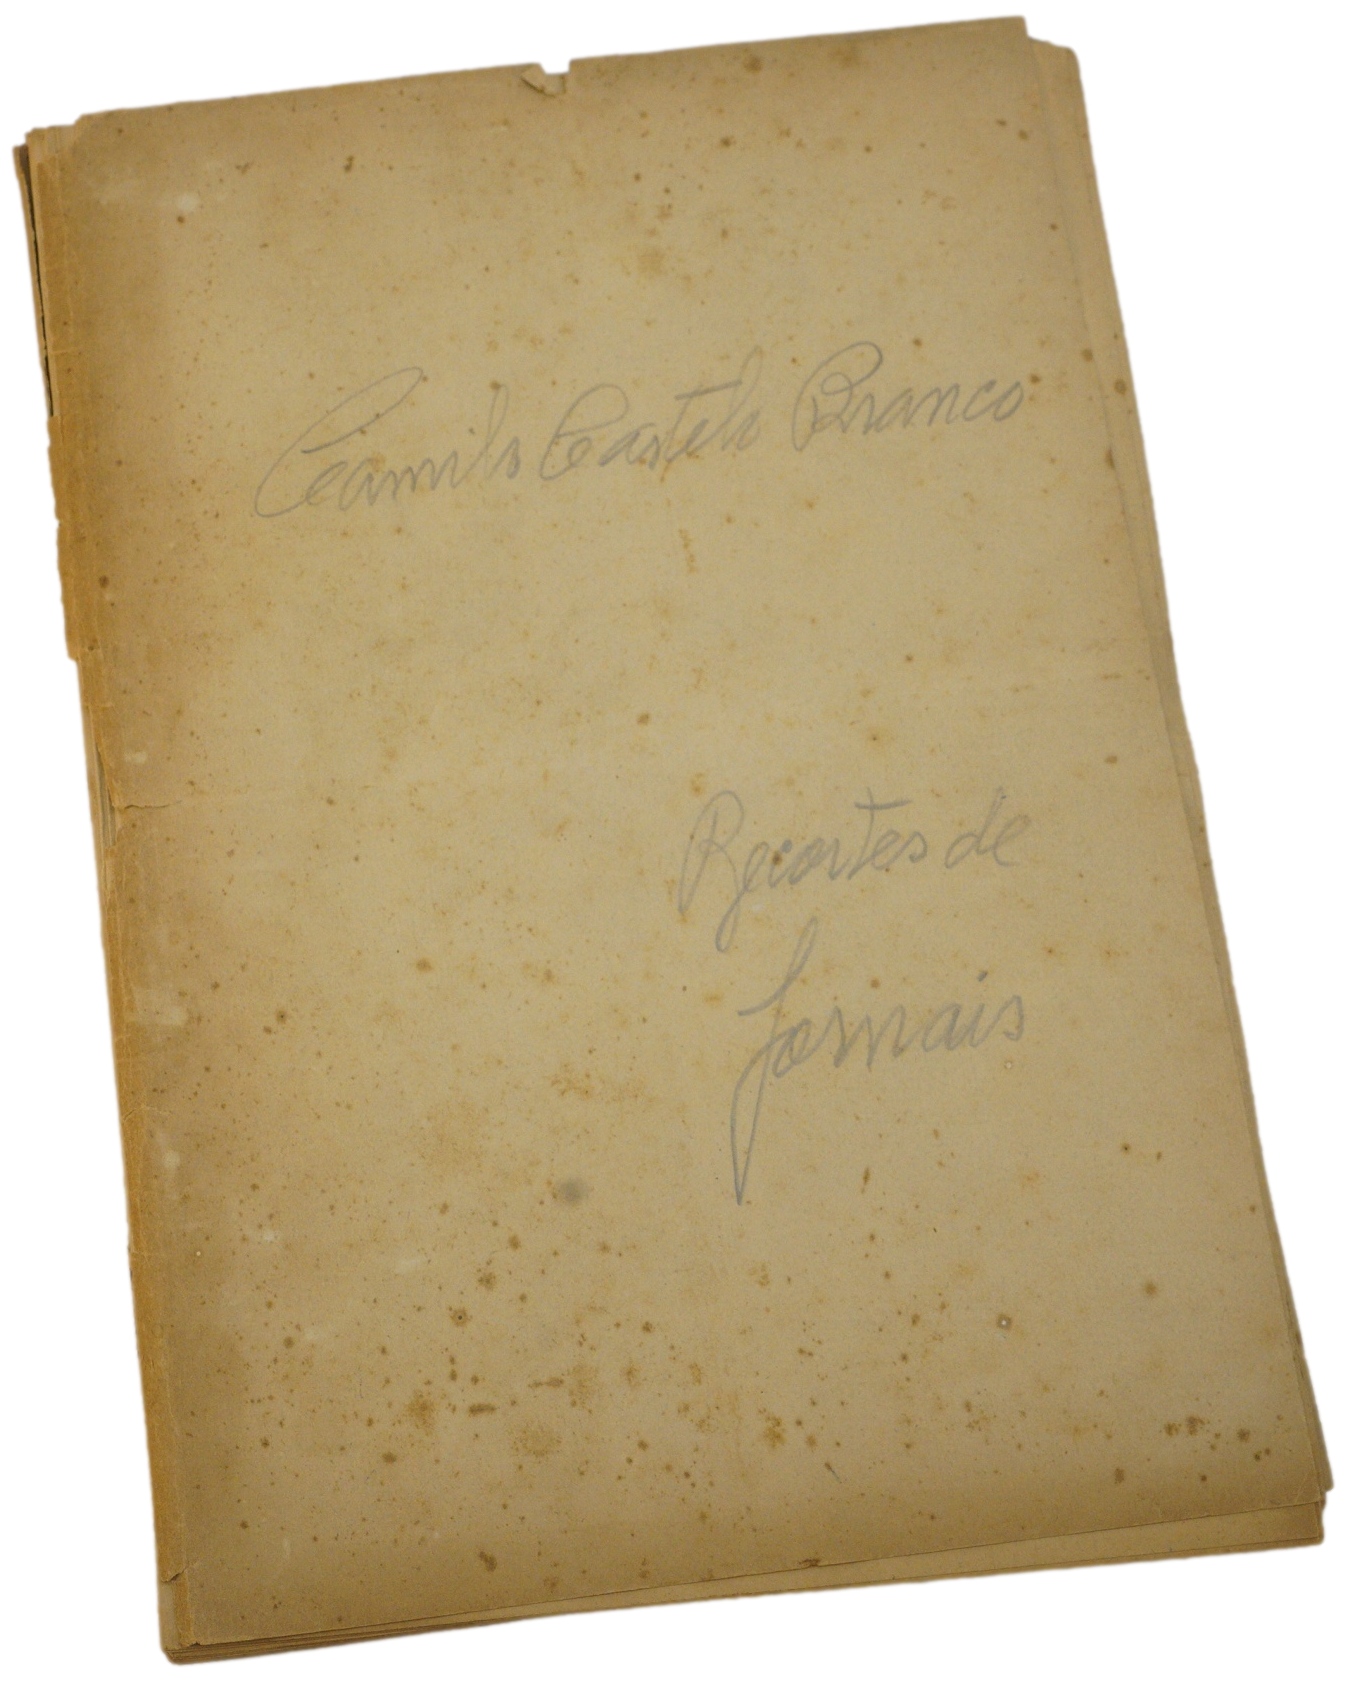 Camilo Castelo Branco
Recortes de
Jornais